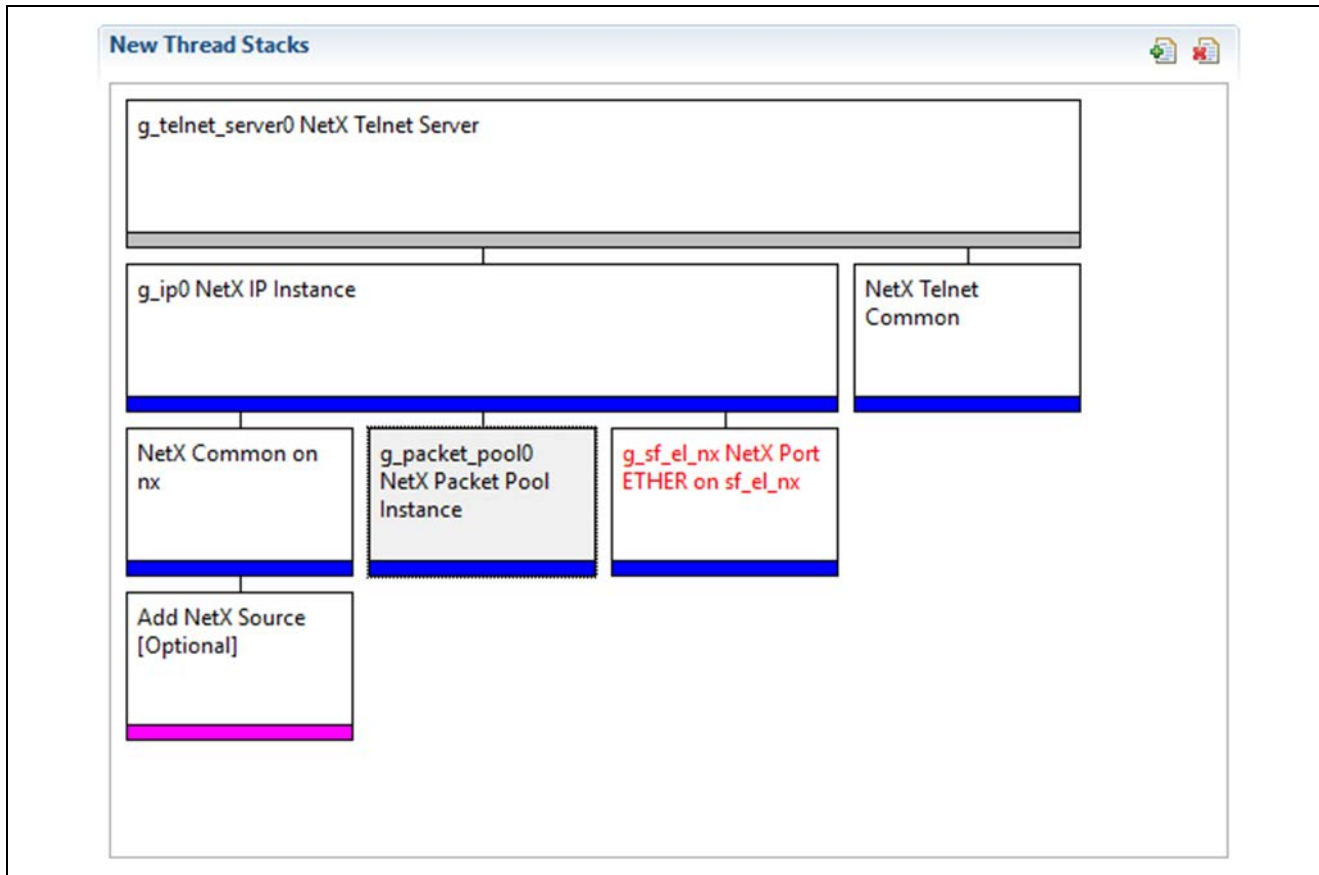 New Thread Stacks
g_telnet_server0 NetX Telnet Server
g_ip0 NetX IP Instance
NetX Telnet
Common
NetX Common on
nx
g_packet_pool0
NetX Packet Pool
Instance
g_sf_el_nx NetX Port
ETHER on sf_el_nx
Add NetX Source
[Optional]